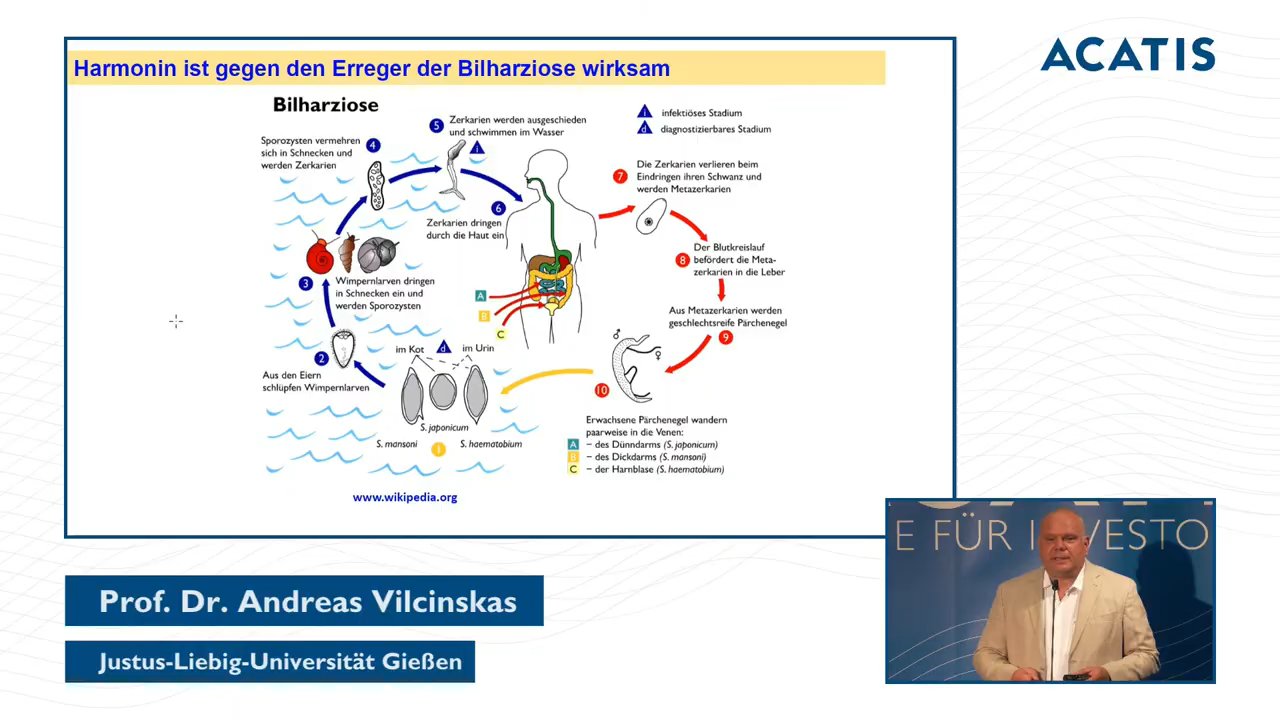 ACATIS
Harmonin ist gegen den Erreger der Bilharziose wirksam
Bilharziose
i infektiöses Stadium
d diagnostizierbares Stadium
5 Zerkarien werden ausgeschieden
und schwimmen im Wasser
i
Sporozysten vermehren
sich in Schnecken und
werden Zerkarien
4
7 Die Zerkarien verlieren beim
Eindringen ihren Schwanz und
werden Metazerkarien
6
Zerkarien dringen
durch die Haut ein
8 Der Blutkreislauf
befördert die Meta-
zerkarien in die Leber
3 Wimpernlarven dringen
in Schnecken ein und
werden Sporozysten
A
B
C
Aus Metazerkarien werden
geschlechtsreife Pärchenegel
9
♂
♀
2
Aus den Eiern
schlüpfen Wimpernlarven
im Kot d im Urin
10
S. japonicum
S. mansoni 1 S. haematobium
Erwachsene Pärchenegel wandern
paarweise in die Venen:
A – des Dünndarms (S. japonicum)
B – des Dickdarms (S. mansoni)
C – der Harnblase (S. haematobium)
www.wikipedia.org
E FÜR INVESTO
Prof. Dr. Andreas Vilcinskas
Justus-Liebig-Universität Gießen